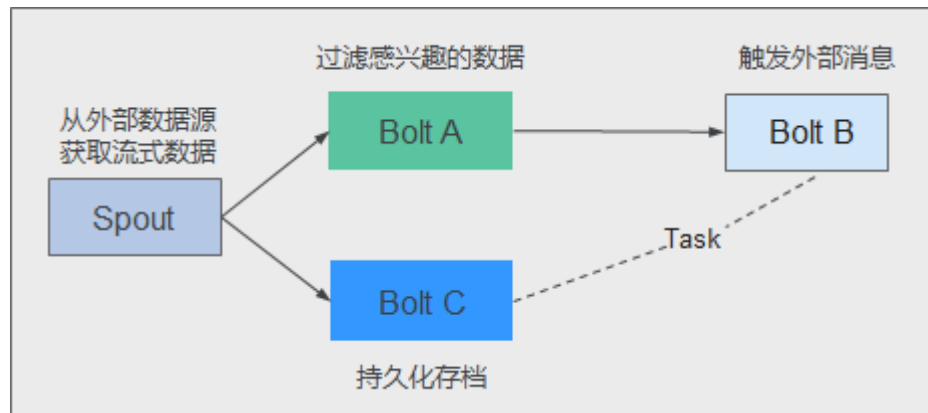 过滤感兴趣的数据
触发外部消息
从外部数据源
获取流式数据
Bolt A
Bolt B
Spout
Task
Bolt C
持久化存档